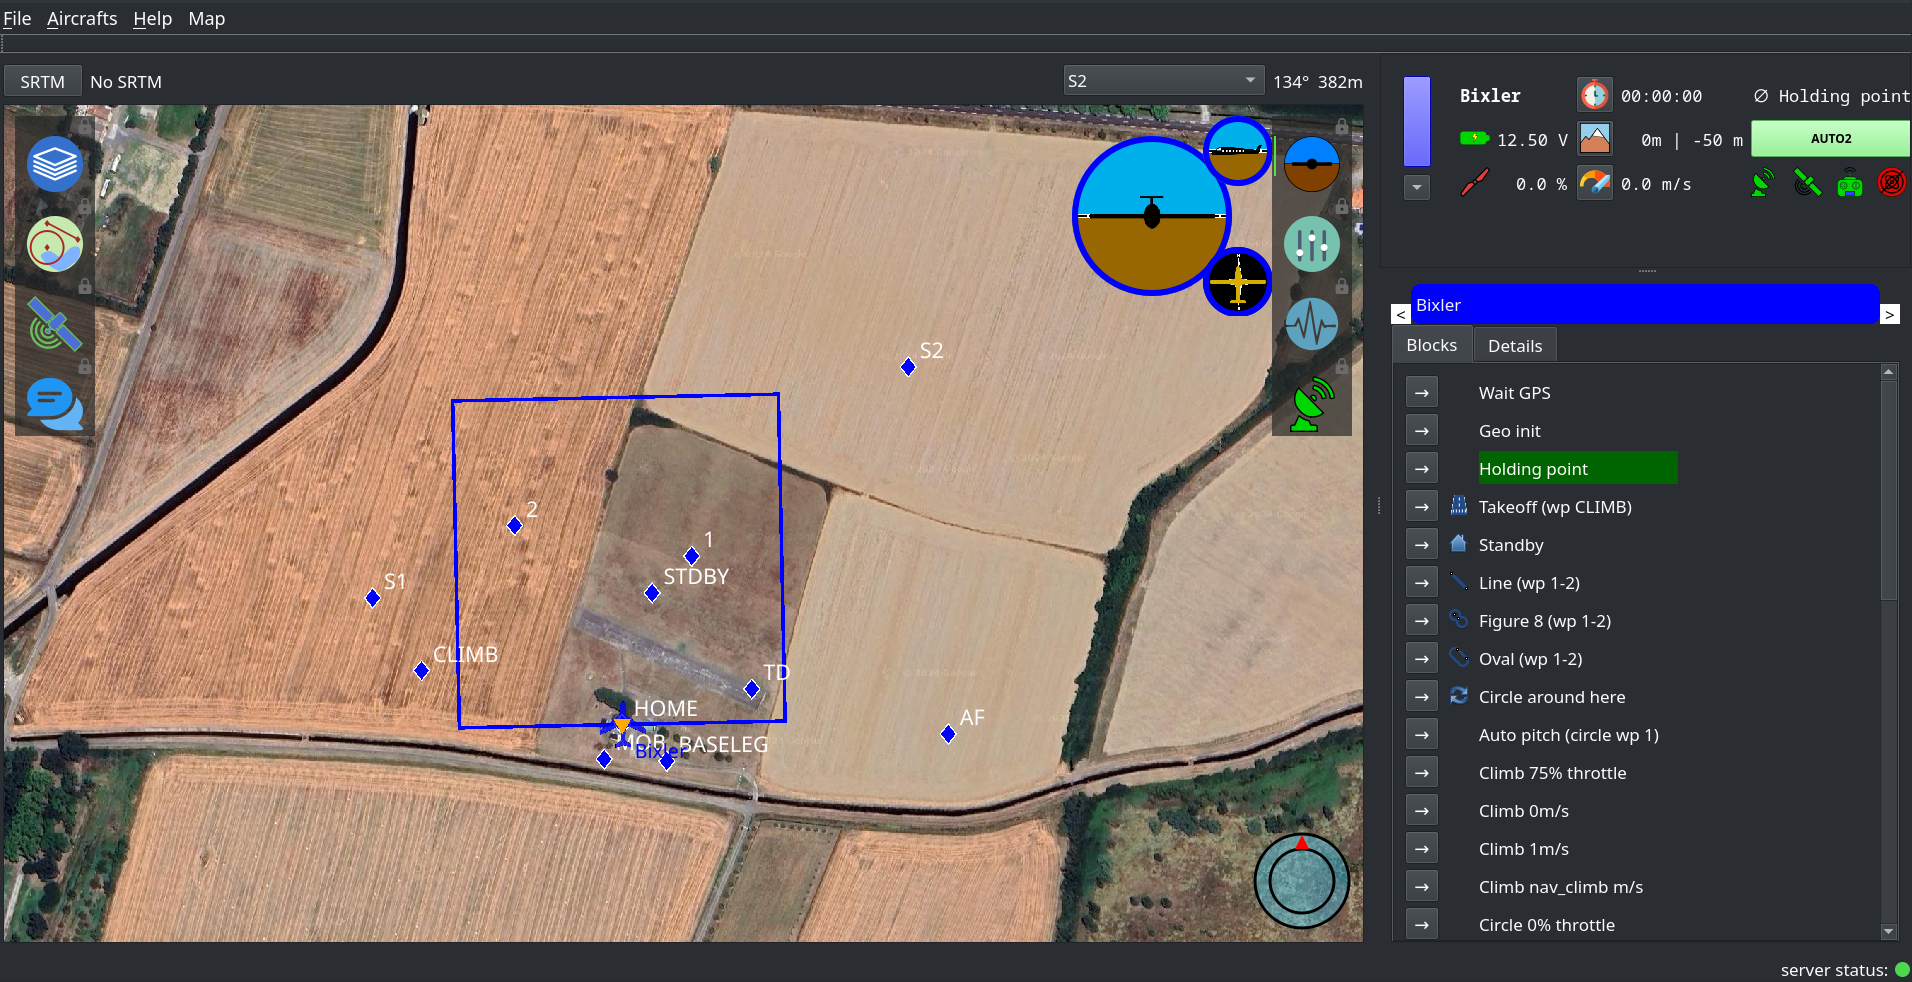 File Aircrafts Help Map
SRTM No SRTM S2 134° 382m
Bixler 00:00:00 ∅ Holding point
12.50 V 0m | -50 m AUTO2
0.0 % 0.0 m/s
S2
2
1
STDBY
S1
CLIMB
TD
HOME
AF
MOB BASELEG
Bixler
< Bixler >
Blocks Details
→ Wait GPS
→ Geo init
→ Holding point
→ Takeoff (wp CLIMB)
→ Standby
→ Line (wp 1-2)
→ Figure 8 (wp 1-2)
→ Oval (wp 1-2)
→ Circle around here
→ Auto pitch (circle wp 1)
→ Climb 75% throttle
→ Climb 0m/s
→ Climb 1m/s
→ Climb nav_climb m/s
→ Circle 0% throttle
server status: